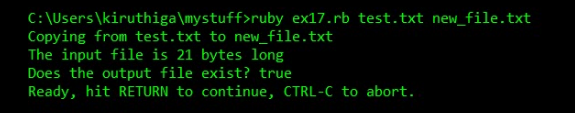 C:\Users\kiruthiga\mystuff>ruby ex17.rb test.txt new_file.txt
Copying from test.txt to new_file.txt
The input file is 21 bytes long
Does the output file exist? true
Ready, hit RETURN to continue, CTRL-C to abort.